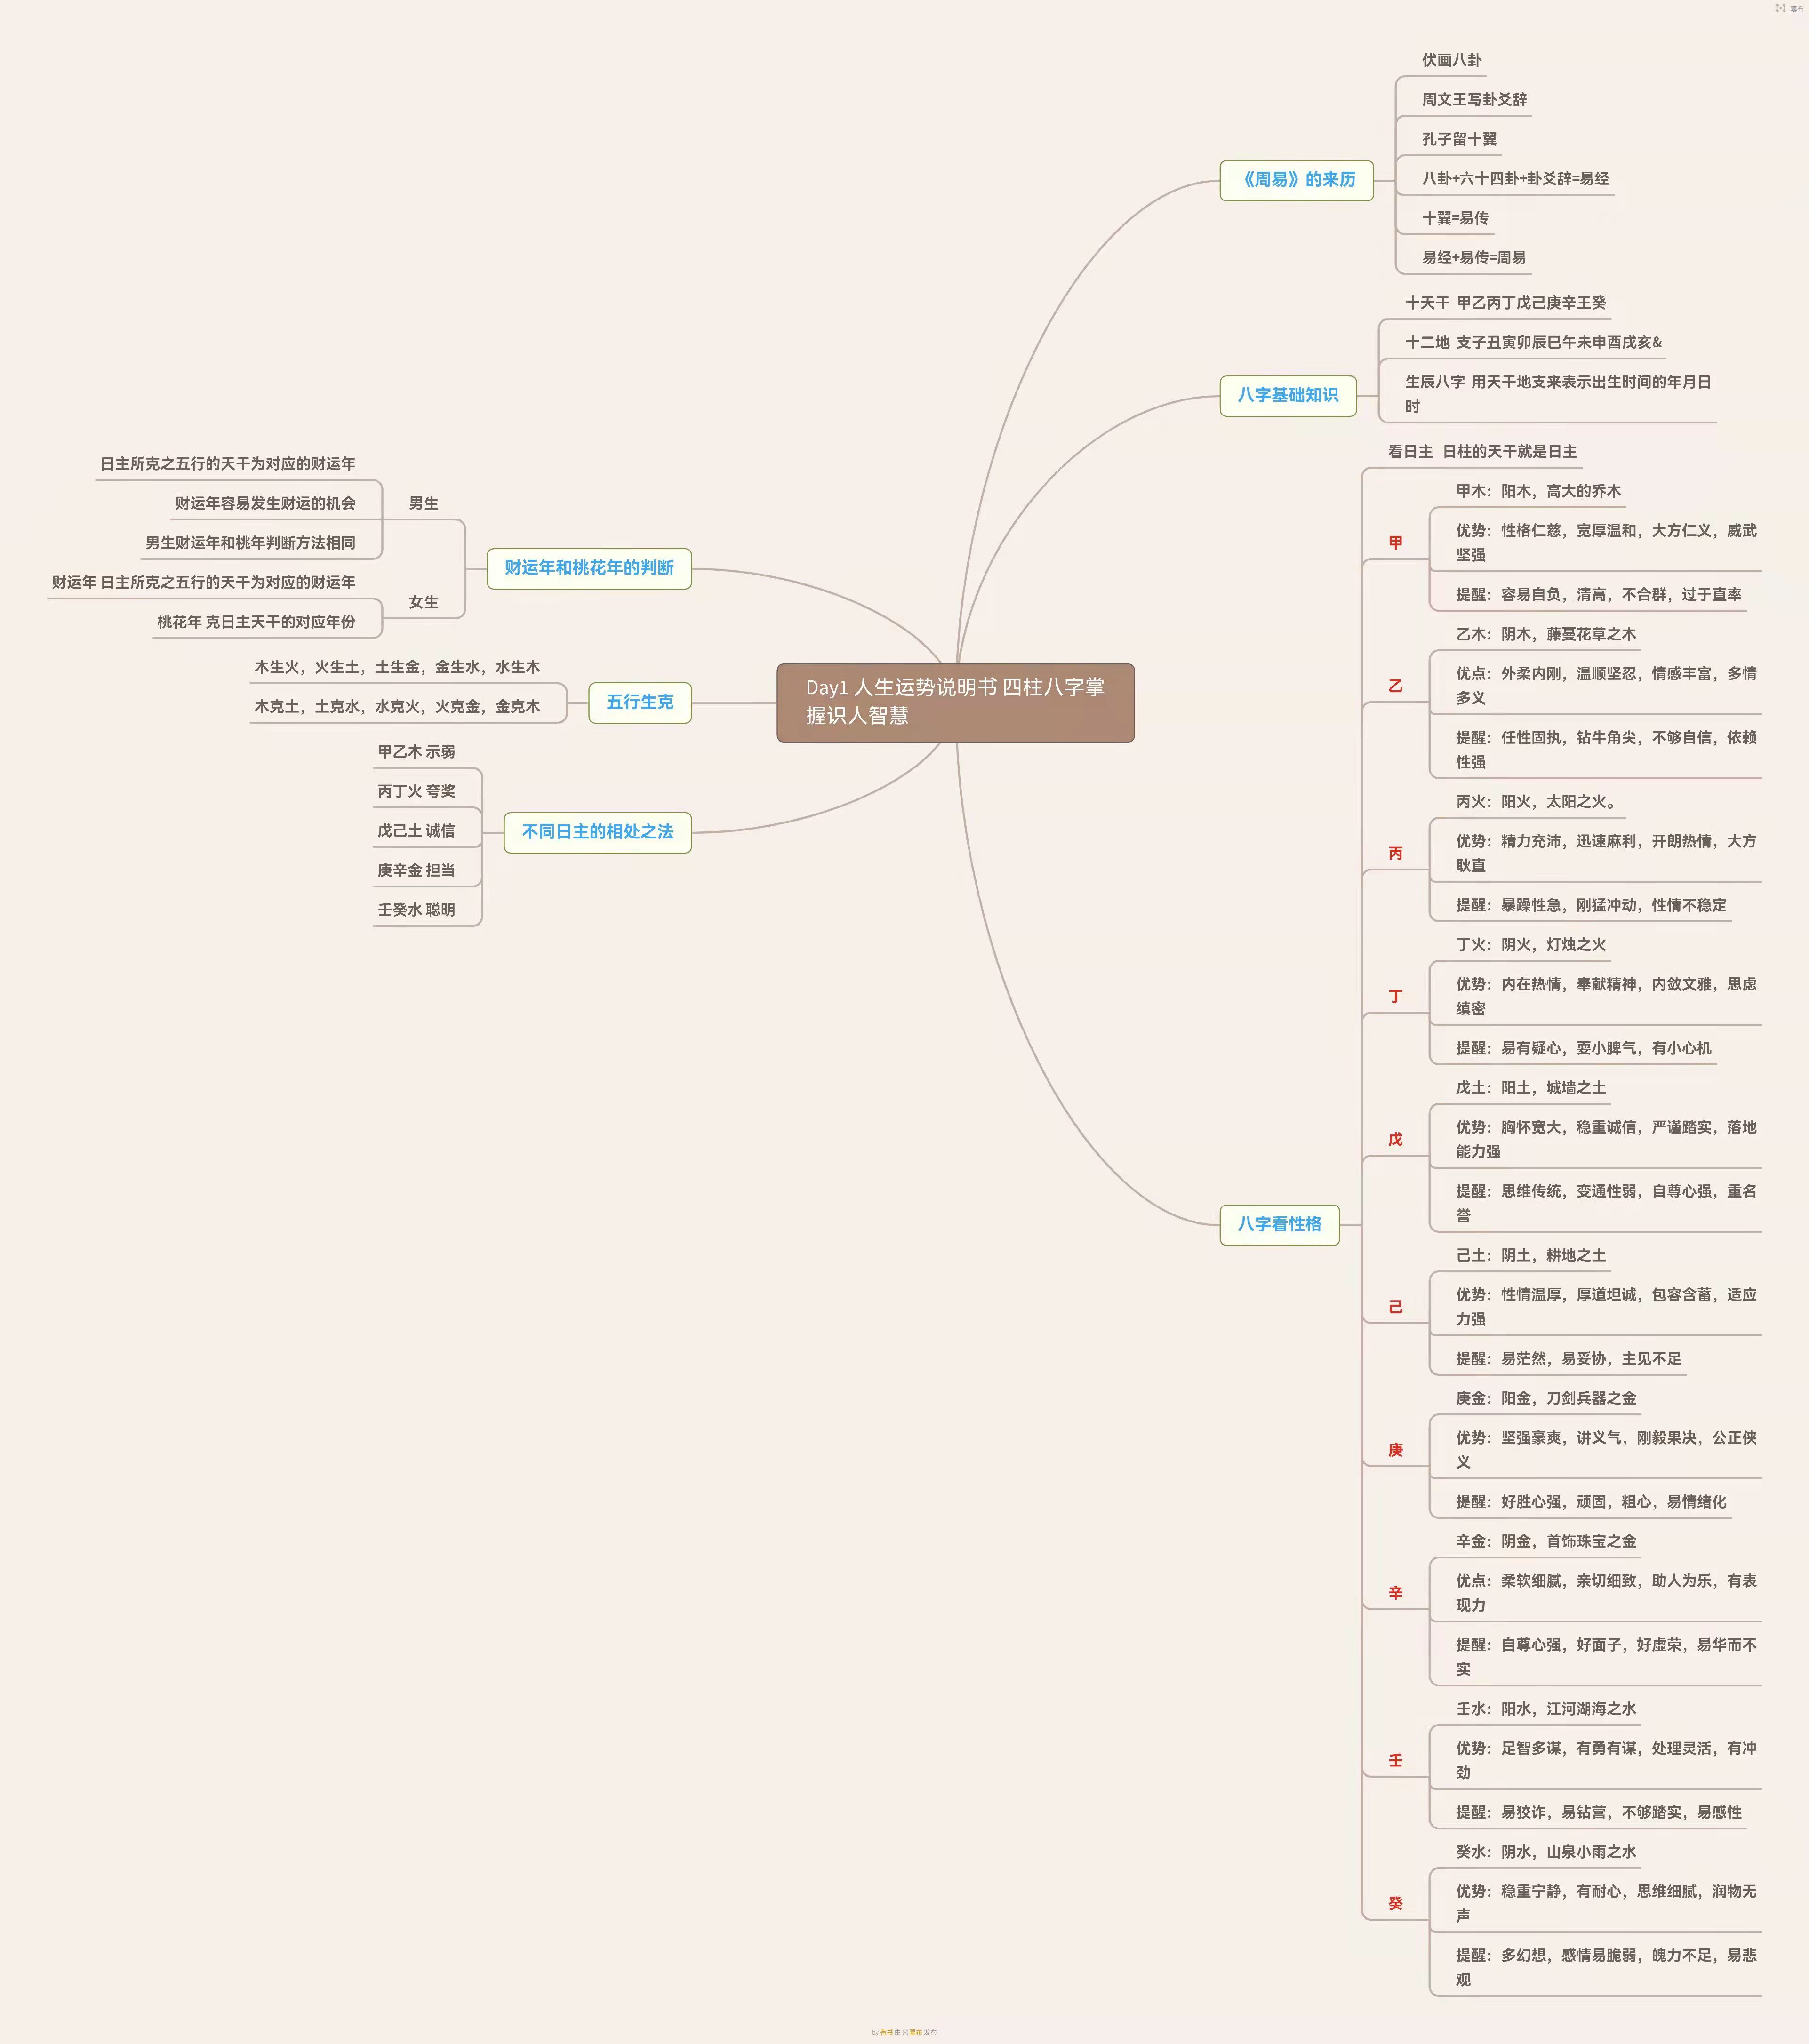 幕布
伏画八卦
周文王写卦爻辞
孔子留十翼
《周易》的来历
八卦+六十四卦+卦爻辞=易经
十翼=易传
易经+易传=周易
十天干 甲乙丙丁戊己庚辛王癸
十二地 支子丑寅卯辰巳午未申酉戌亥&
八字基础知识
生辰八字 用天干地支来表示出生时间的年月日
时
看日主 日柱的天干就是日主
甲
甲木：阳木，高大的乔木
优势：性格仁慈，宽厚温和，大方仁义，威武
坚强
提醒：容易自负，清高，不合群，过于直率
乙
乙木：阴木，藤蔓花草之木
优点：外柔内刚，温顺坚忍，情感丰富，多情
多义
提醒：任性固执，钻牛角尖，不够自信，依赖
性强
丙
丙火：阳火，太阳之火。
优势：精力充沛，迅速麻利，开朗热情，大方
耿直
提醒：暴躁性急，刚猛冲动，性情不稳定
丁
丁火：阴火，灯烛之火
优势：内在热情，奉献精神，内敛文雅，思虑
缜密
提醒：易有疑心，耍小脾气，有小心机
戊
戊土：阳土，城墙之土
优势：胸怀宽大，稳重诚信，严谨踏实，落地
能力强
提醒：思维传统，变通性弱，自尊心强，重名
誉
八字看性格
己
己土：阴土，耕地之土
优势：性情温厚，厚道坦诚，包容含蓄，适应
力强
提醒：易茫然，易妥协，主见不足
庚
庚金：阳金，刀剑兵器之金
优势：坚强豪爽，讲义气，刚毅果决，公正侠
义
提醒：好胜心强，顽固，粗心，易情绪化
辛
辛金：阴金，首饰珠宝之金
优点：柔软细腻，亲切细致，助人为乐，有表
现力
提醒：自尊心强，好面子，好虚荣，易华而不
实
壬
壬水：阳水，江河湖海之水
优势：足智多谋，有勇有谋，处理灵活，有冲
劲
提醒：易狡诈，易钻营，不够踏实，易感性
癸
癸水：阴水，山泉小雨之水
优势：稳重宁静，有耐心，思维细腻，润物无
声
提醒：多幻想，感情易脆弱，魄力不足，易悲
观
Day1 人生运势说明书 四柱八字掌
握识人智慧
财运年和桃花年的判断
男生
日主所克之五行的天干为对应的财运年
财运年容易发生财运的机会
男生财运年和桃年判断方法相同
女生
财运年 日主所克之五行的天干为对应的财运年
桃花年 克日主天干的对应年份
五行生克
木生火，火生土，土生金，金生水，水生木
木克土，土克水，水克火，火克金，金克木
不同日主的相处之法
甲乙木 示弱
丙丁火 夸奖
戊己土 诚信
庚辛金 担当
壬癸水 聪明
by 有书 由 幕布 发布